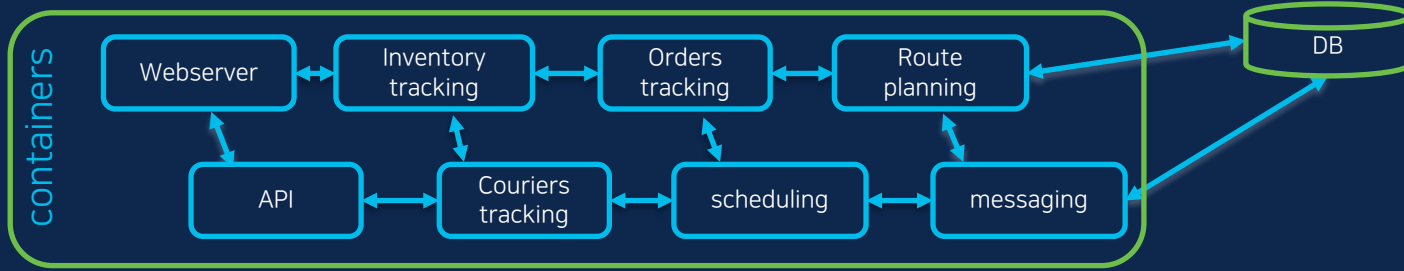 containers
Webserver
Inventory
tracking
Orders
tracking
Route
planning
DB
API
Couriers
tracking
scheduling
messaging